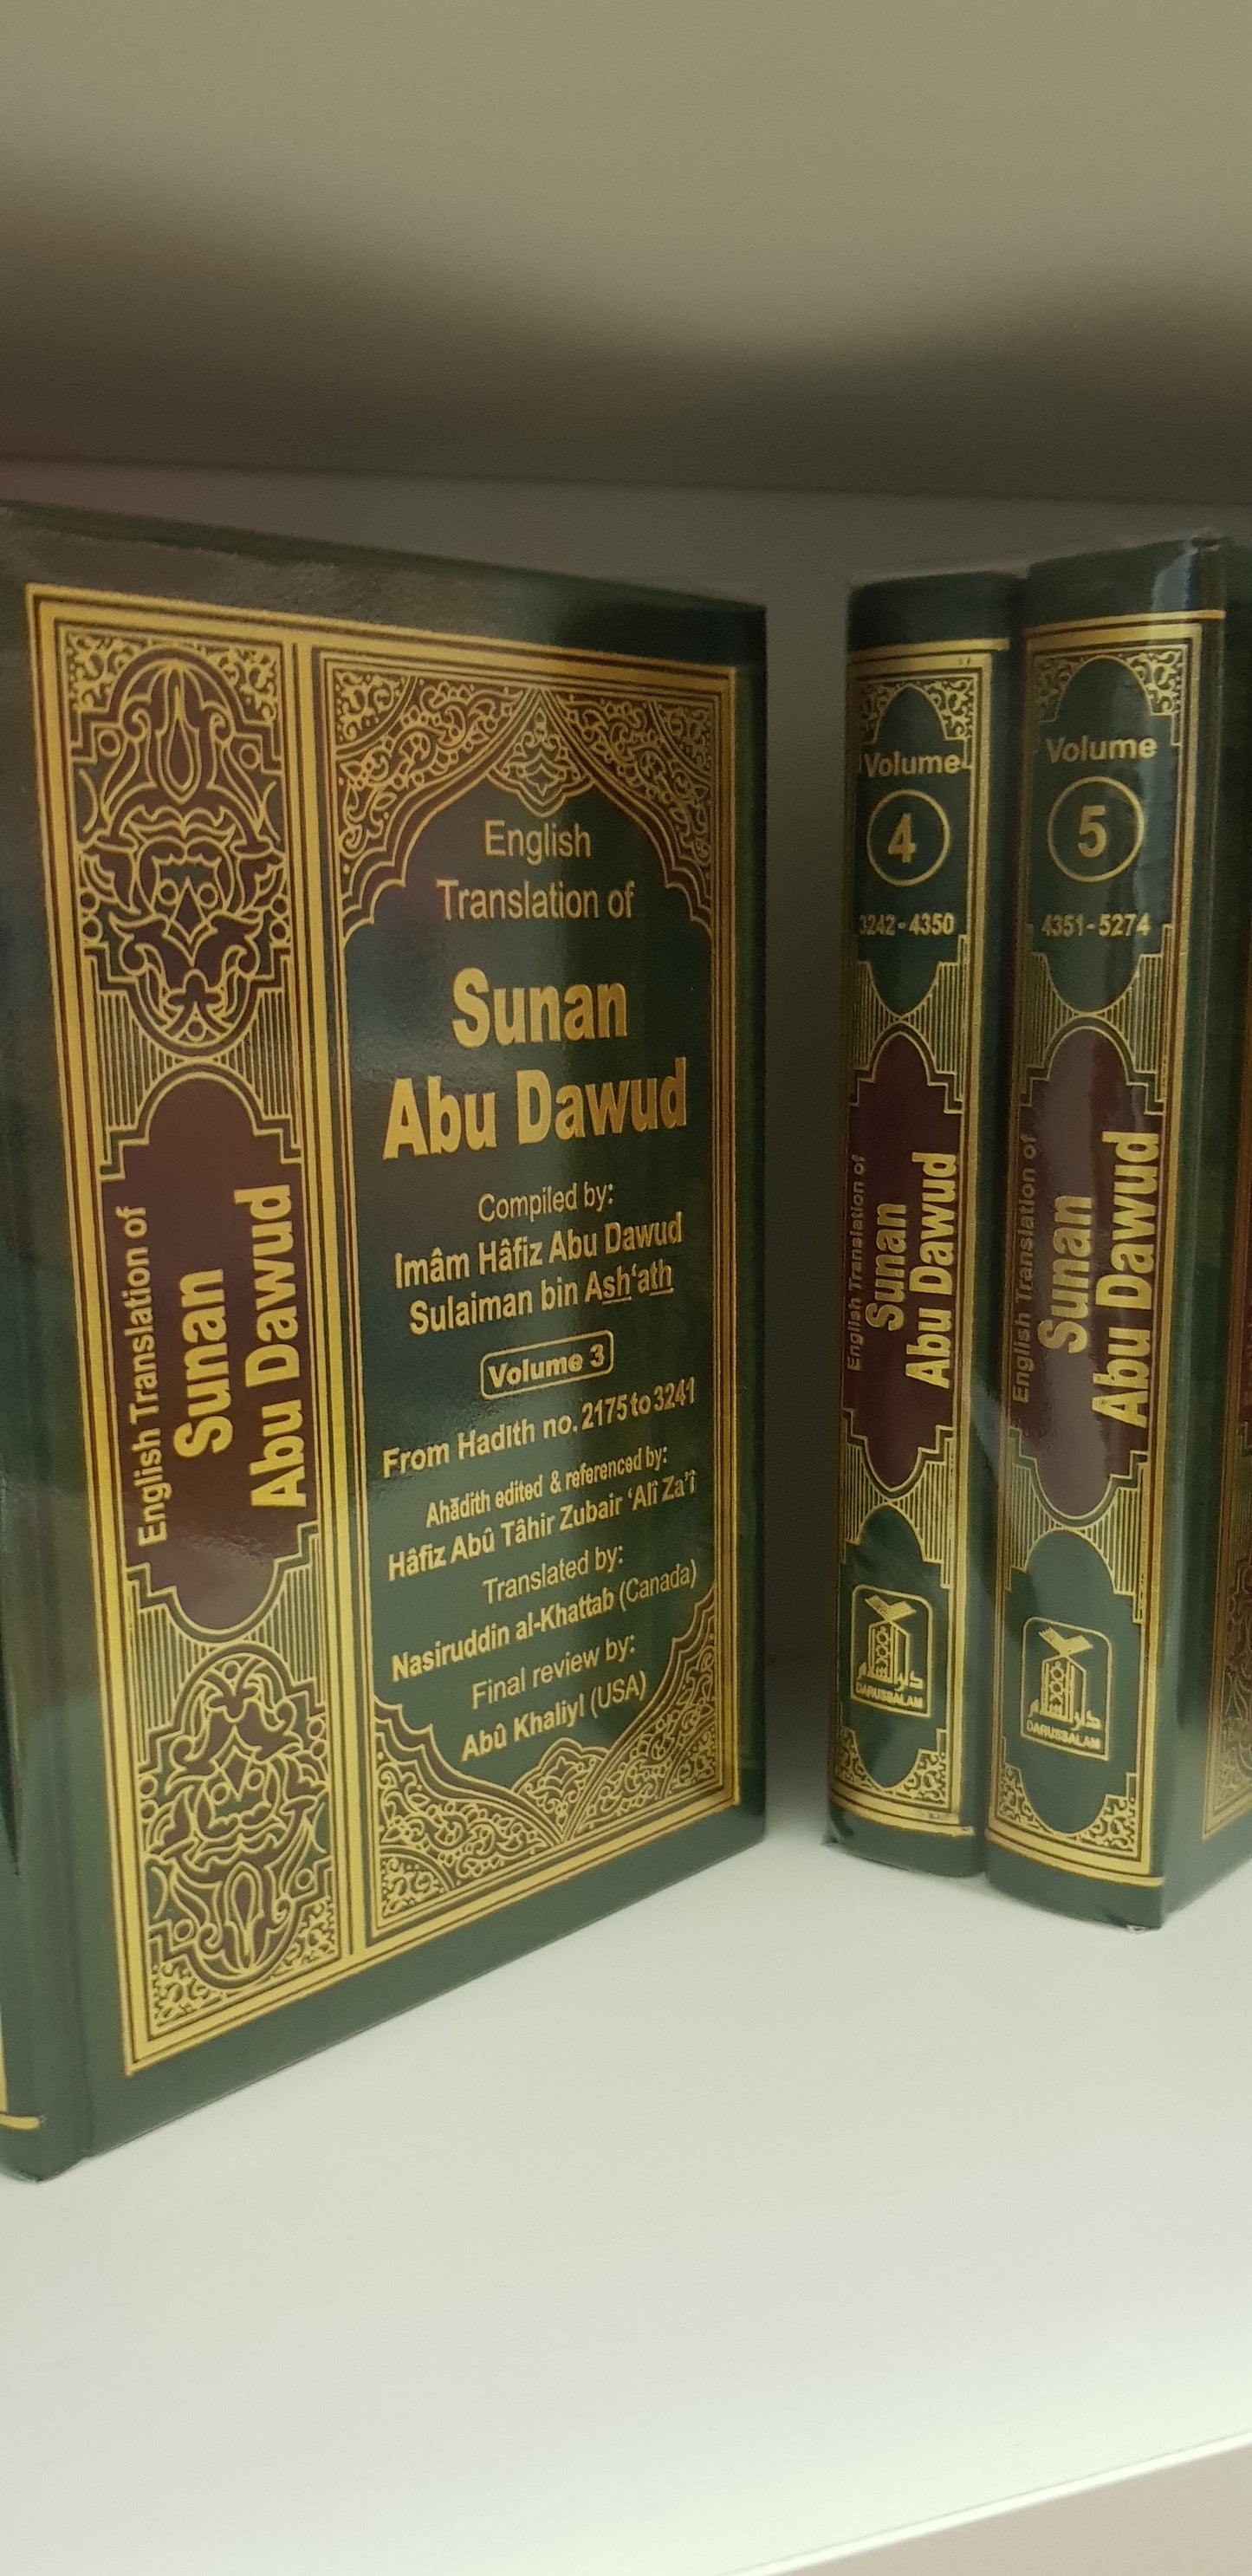 English Translation of
Sunan
Abu Dawud
English
Translation of
Sunan
Abu Dawud
Compiled by:
Imâm Hâfiz Abu Dawud
Sulaiman bin Ash‘ath
Volume 3
From Hadith no. 2175 to 3241
Ahādīth edited & referenced by:
Hâfiz Abû Tâhir Zubair ‘Alî Za’î
Translated by:
Nasiruddin al-Khattab (Canada)
Final review by:
Abû Khaliyl (USA)
Volume
4
3242-4350
English Translation of
Sunan
Abu Dawud
دارالسلام
DARUSSALAM
Volume
5
4351-5274
English Translation of
Sunan
Abu Dawud
دارالسلام
DARUSSALAM